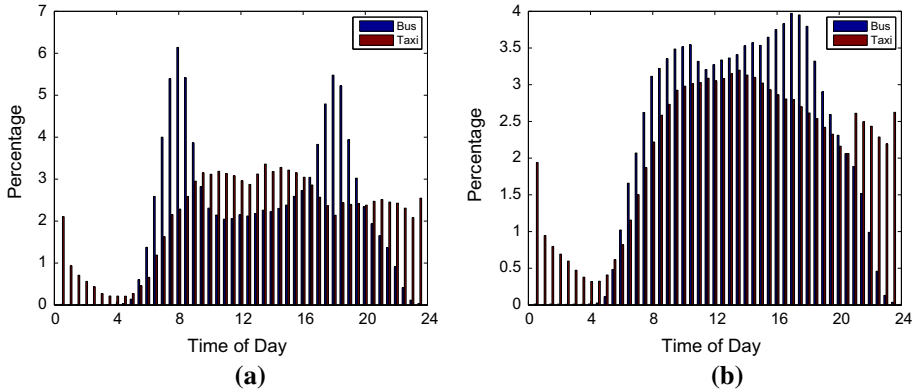 7
6
5
4
3
2
1
0
Percentage
0 4 8 12 16 20 24
Time of Day
Bus
Taxi
(a)
4
3.5
3
2.5
2
1.5
1
0.5
0
Percentage
0 4 8 12 16 20 24
Time of Day
Bus
Taxi
(b)